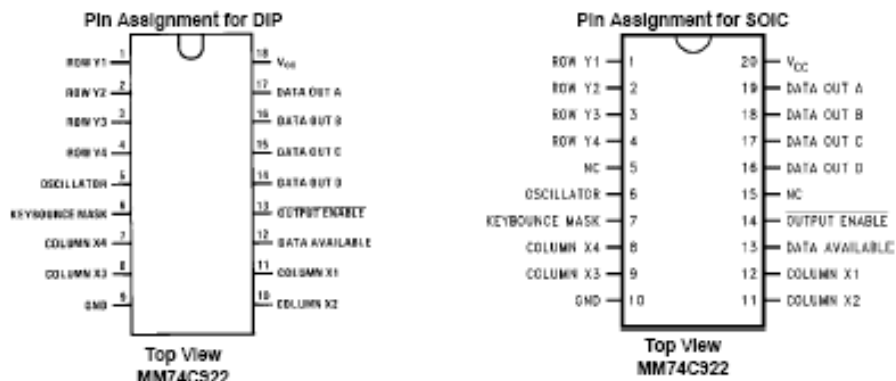 Pin Assignment for DIP
ROW Y1 1
ROW Y2 2
ROW Y3 3
ROW Y4 4
OSCILLATOR 5
KEYBOUNCE MASK 6
COLUMN X4 7
COLUMN X3 8
GND 9
18 VCC
17 DATA OUT A
16 DATA OUT B
15 DATA OUT C
14 DATA OUT D
13 OUTPUT ENABLE
12 DATA AVAILABLE
11 COLUMN X1
10 COLUMN X2
Top View
MM74C922
Pin Assignment for SOIC
ROW Y1 1
ROW Y2 2
ROW Y3 3
ROW Y4 4
NC 5
OSCILLATOR 6
KEYBOUNCE MASK 7
COLUMN X4 8
COLUMN X3 9
GND 10
20 VCC
19 DATA OUT A
18 DATA OUT B
17 DATA OUT C
16 DATA OUT D
15 NC
14 OUTPUT ENABLE
13 DATA AVAILABLE
12 COLUMN X1
11 COLUMN X2
Top View
MM74C922